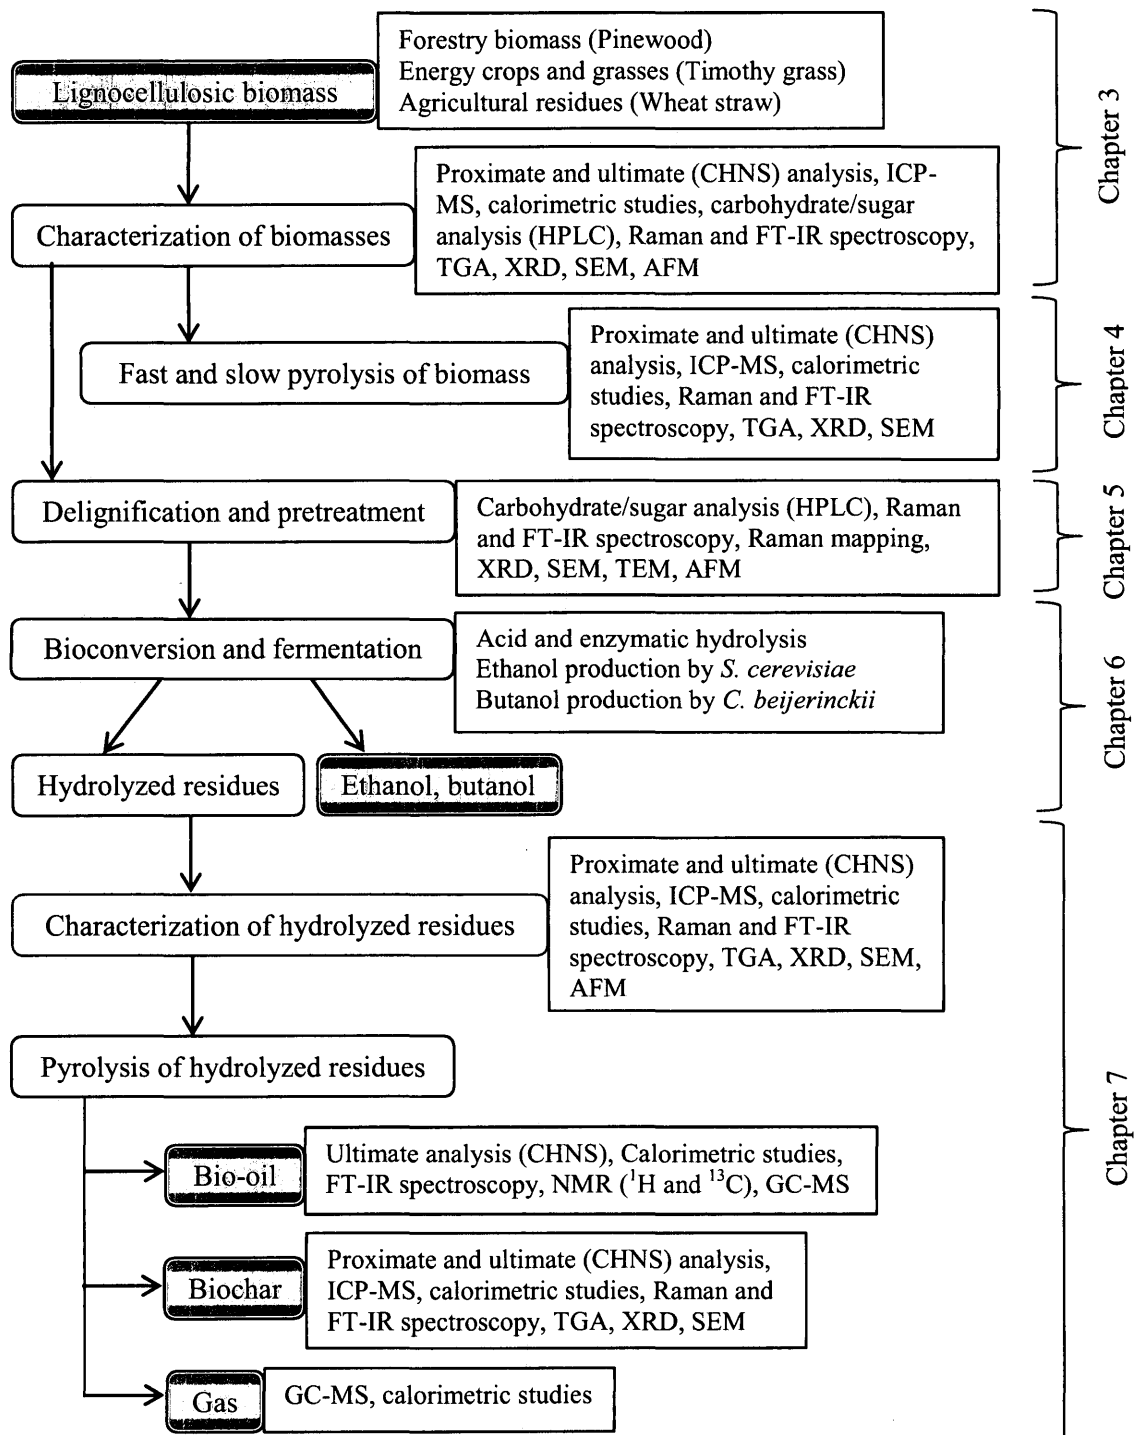 Lignocellulosic biomass
Forestry biomass (Pinewood)
Energy crops and grasses (Timothy grass)
Agricultural residues (Wheat straw)
Characterization of biomasses
Proximate and ultimate (CHNS) analysis, ICP-
MS, calorimetric studies, carbohydrate/sugar
analysis (HPLC), Raman and FT-IR spectroscopy,
TGA, XRD, SEM, AFM
Chapter 3
Fast and slow pyrolysis of biomass
Proximate and ultimate (CHNS)
analysis, ICP-MS, calorimetric
studies, Raman and FT-IR
spectroscopy, TGA, XRD, SEM
Chapter 4
Delignification and pretreatment
Carbohydrate/sugar analysis (HPLC), Raman
and FT-IR spectroscopy, Raman mapping,
XRD, SEM, TEM, AFM
Chapter 5
Bioconversion and fermentation
Acid and enzymatic hydrolysis
Ethanol production by S. cerevisiae
Butanol production by C. beijerinckii
Hydrolyzed residues
Ethanol, butanol
Chapter 6
Characterization of hydrolyzed residues
Proximate and ultimate (CHNS)
analysis, ICP-MS, calorimetric
studies, Raman and FT-IR
spectroscopy, TGA, XRD, SEM,
AFM
Pyrolysis of hydrolyzed residues
Bio-oil
Ultimate analysis (CHNS), Calorimetric studies,
FT-IR spectroscopy, NMR (¹H and ¹³C), GC-MS
Biochar
Proximate and ultimate (CHNS) analysis,
ICP-MS, calorimetric studies, Raman and
FT-IR spectroscopy, TGA, XRD, SEM
Gas
GC-MS, calorimetric studies
Chapter 7